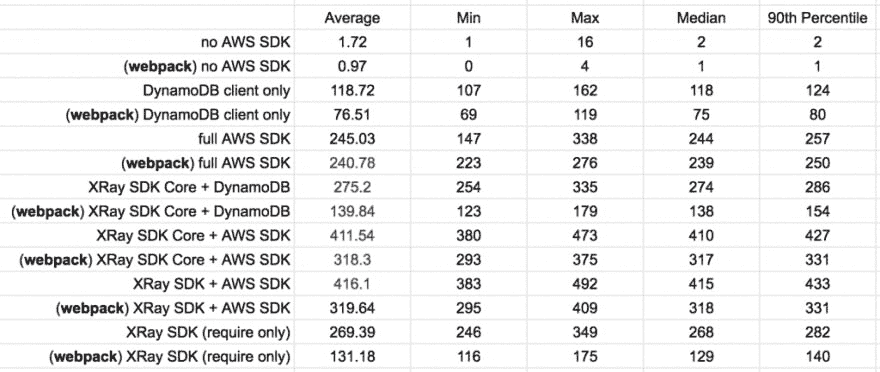 Average Min Max Median 90th Percentile
no AWS SDK 1.72 1 16 2 2
(webpack) no AWS SDK 0.97 0 4 1 1
DynamoDB client only 118.72 107 162 118 124
(webpack) DynamoDB client only 76.51 69 119 75 80
full AWS SDK 245.03 147 338 244 257
(webpack) full AWS SDK 240.78 223 276 239 250
XRay SDK Core + DynamoDB 275.2 254 335 274 286
(webpack) XRay SDK Core + DynamoDB 139.84 123 179 138 154
XRay SDK Core + AWS SDK 411.54 380 473 410 427
(webpack) XRay SDK Core + AWS SDK 318.3 293 375 317 331
XRay SDK + AWS SDK 416.1 383 492 415 433
(webpack) XRay SDK + AWS SDK 319.64 295 409 318 331
XRay SDK (require only) 269.39 246 349 268 282
(webpack) XRay SDK (require only) 131.18 116 175 129 140